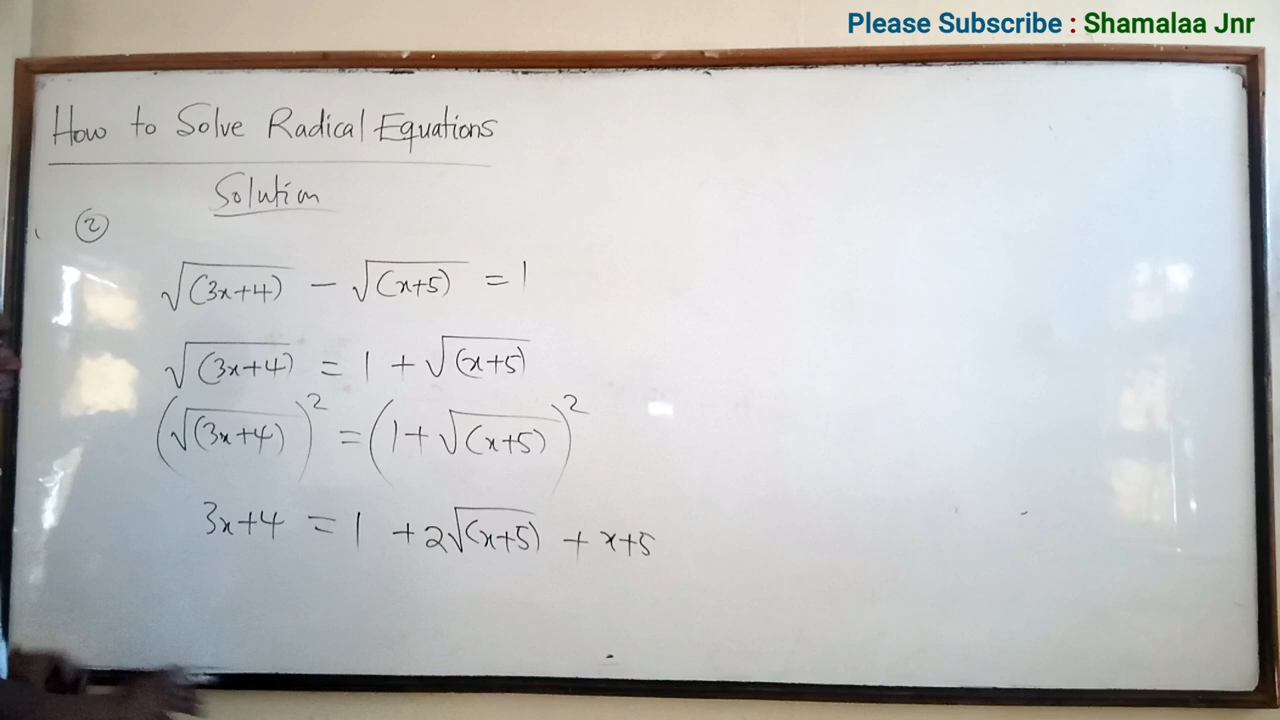 Please Subscribe : Shamalaa Jnr
How to Solve Radical Equations
Solution
②
√(3x+4) − √(x+5) = 1
√(3x+4) = 1 + √(x+5)
(√(3x+4))² = (1+√(x+5))²
3x+4 = 1 + 2√(x+5) + x+5